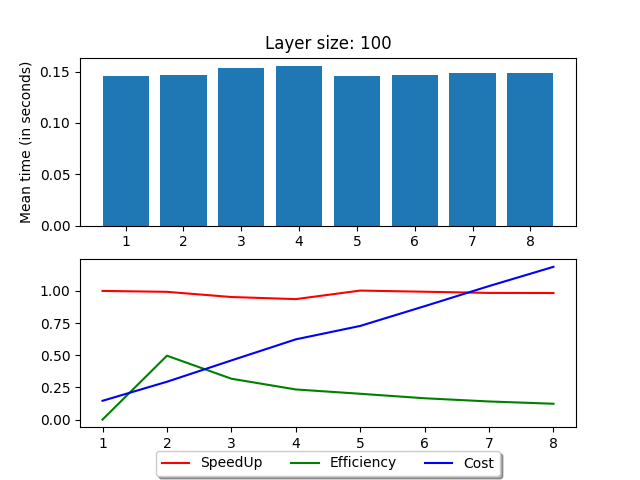 Layer size: 100
Mean time (in seconds)
0.15
0.10
0.05
0.00
1 2 3 4 5 6 7 8
1.00
0.75
0.50
0.25
0.00
1 2 3 4 5 6 7 8
SpeedUp Efficiency Cost